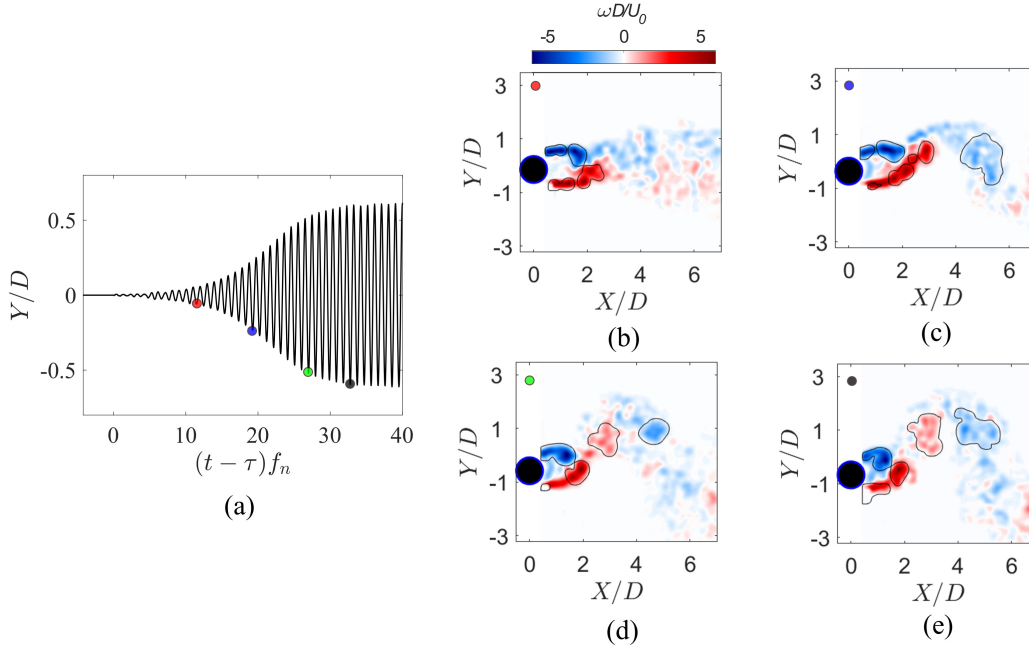 ωD/U₀
-5 0 5
3
1
-1
-3
Y/D
0 2 4 6
X/D
(b)
3
1
-1
-3
Y/D
0 2 4 6
X/D
(c)
0.5
0
-0.5
Y/D
0 10 20 30 40
(t − τ)fₙ
(a)
3
1
-1
-3
Y/D
0 2 4 6
X/D
(d)
3
1
-1
-3
Y/D
0 2 4 6
X/D
(e)